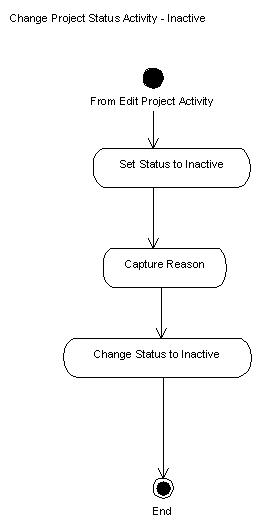 Change Project Status Activity - Inactive
From Edit Project Activity
Set Status to Inactive
Capture Reason
Change Status to Inactive
End